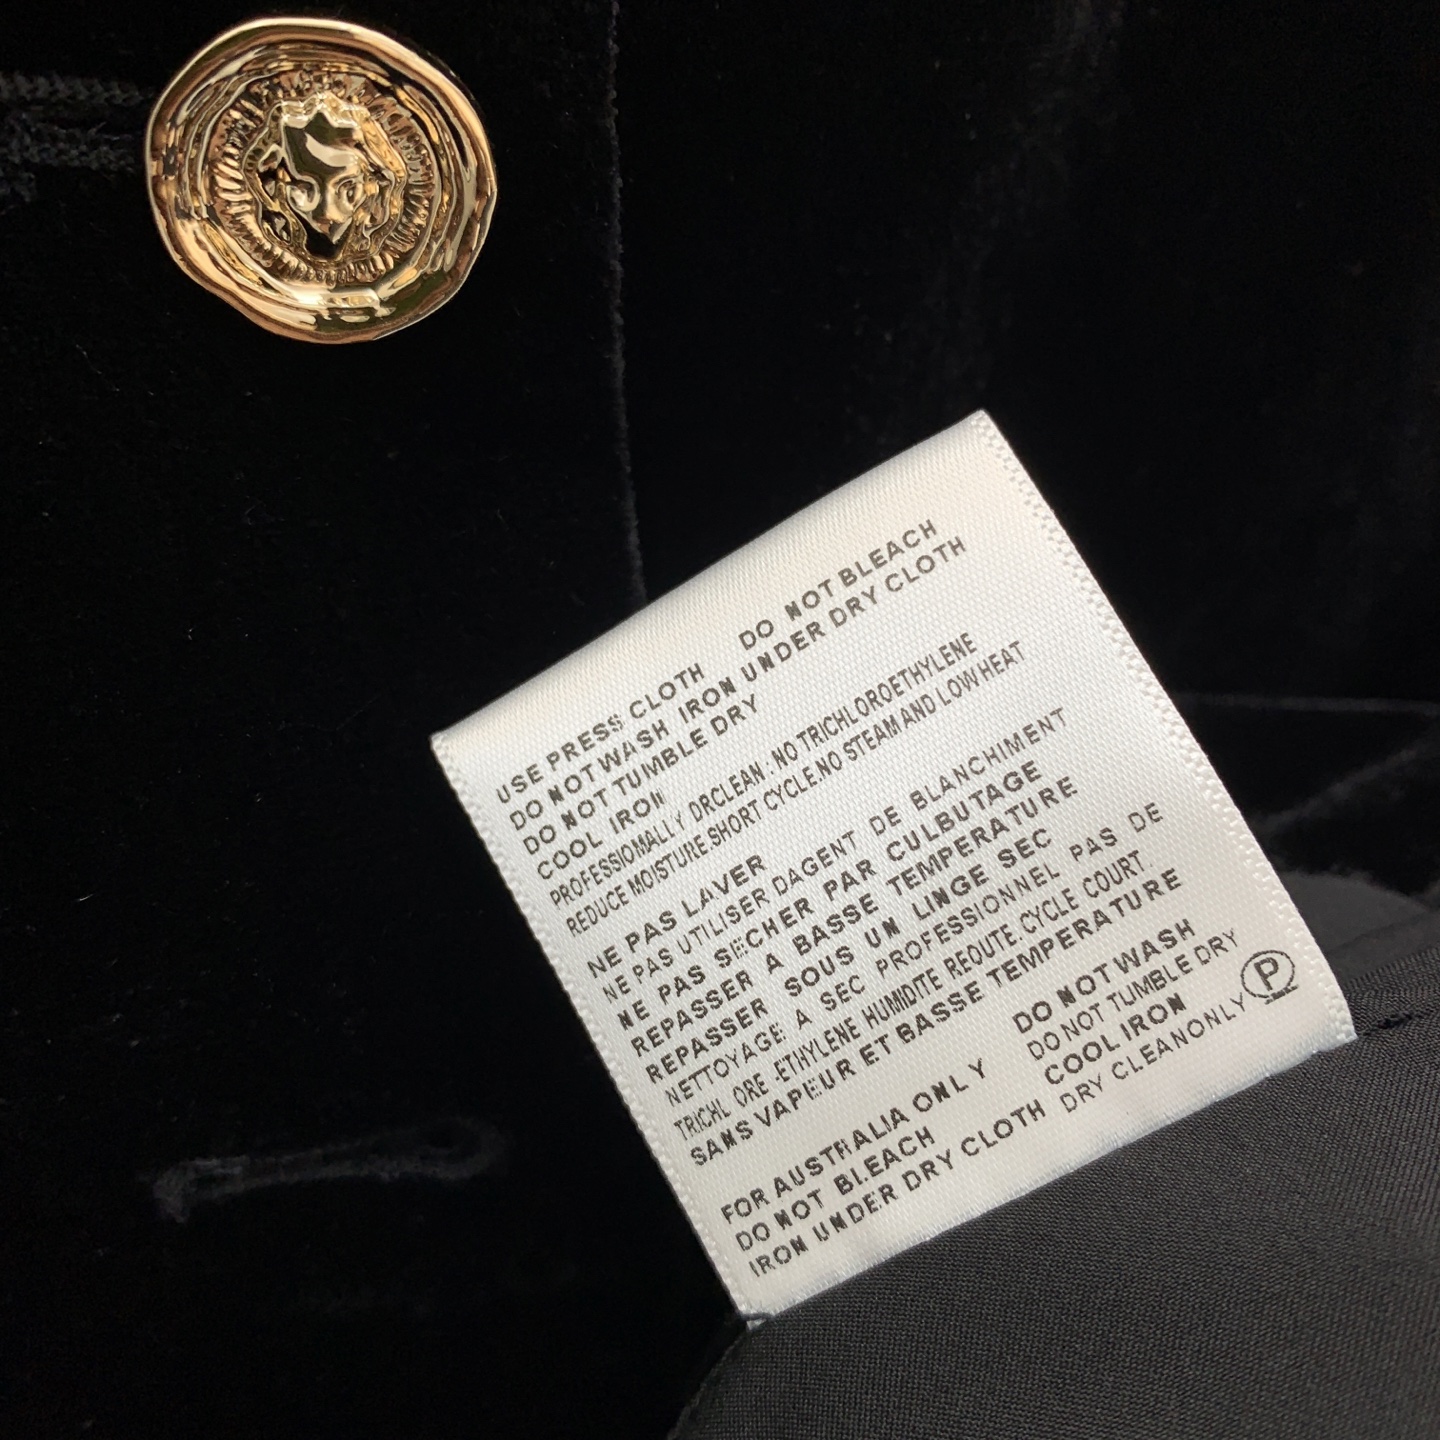 USE PRESS CLOTH DO NOT BLEACH
DO NOT WASH IRON UNDER DRY CLOTH
DO NOT TUMBLE DRY
COOL IRON
PROFESSIOMALLY DRCLEAN : NO TRICHLOROETHYLENE
REDUCE MOISTURE.SHORT CYCLE.NO STEAM AND LOW HEAT
NE PAS LAVER
NE PAS UTILISER DAGENT DE BLANCHIMENT
NE PAS SECHER PAR CULBUTAGE
REPASSER A BASSE TEMPERATURE
REPASSER SOUS UN LINGE SEC
NETTOYAGE A SEC PROFESSIONNEL PAS DE
TRICHL ORE -ETHYLENE HUMIDITE REOUTE. CYCLE COURT.
SANS VAPEUR ET BASSE TEMPERATURE
FOR AUSTRALIA ONLY DO NOT WASH
DO NOT BLEACH DO NOT TUMBLE DRY
IRON UNDER DRY CLOTH COOL IRON
DRY CLEANONLY P